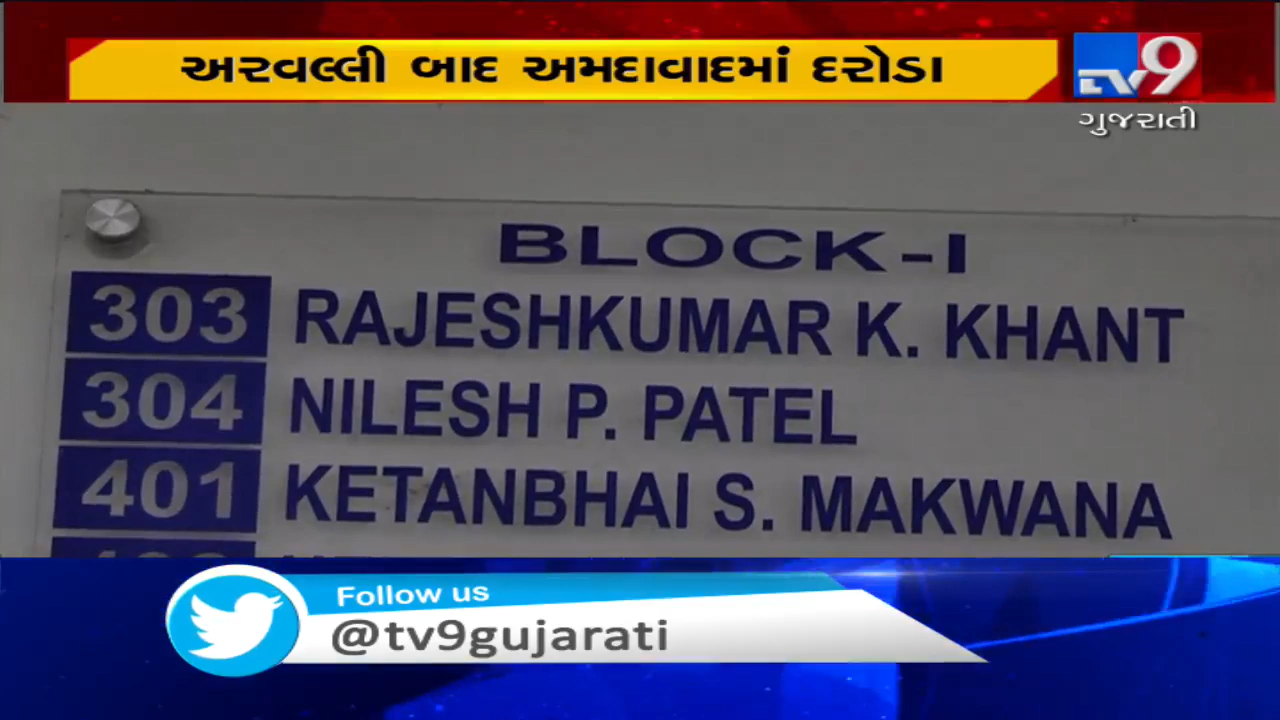 અરવલ્લી બાદ અમદાવાદમાં દરોડા
TV9
ગુજરાતી
BLOCK-I
303 RAJESHKUMAR K. KHANT
304 NILESH P. PATEL
401 KETANBHAI S. MAKWANA
Follow us
@tv9gujarati